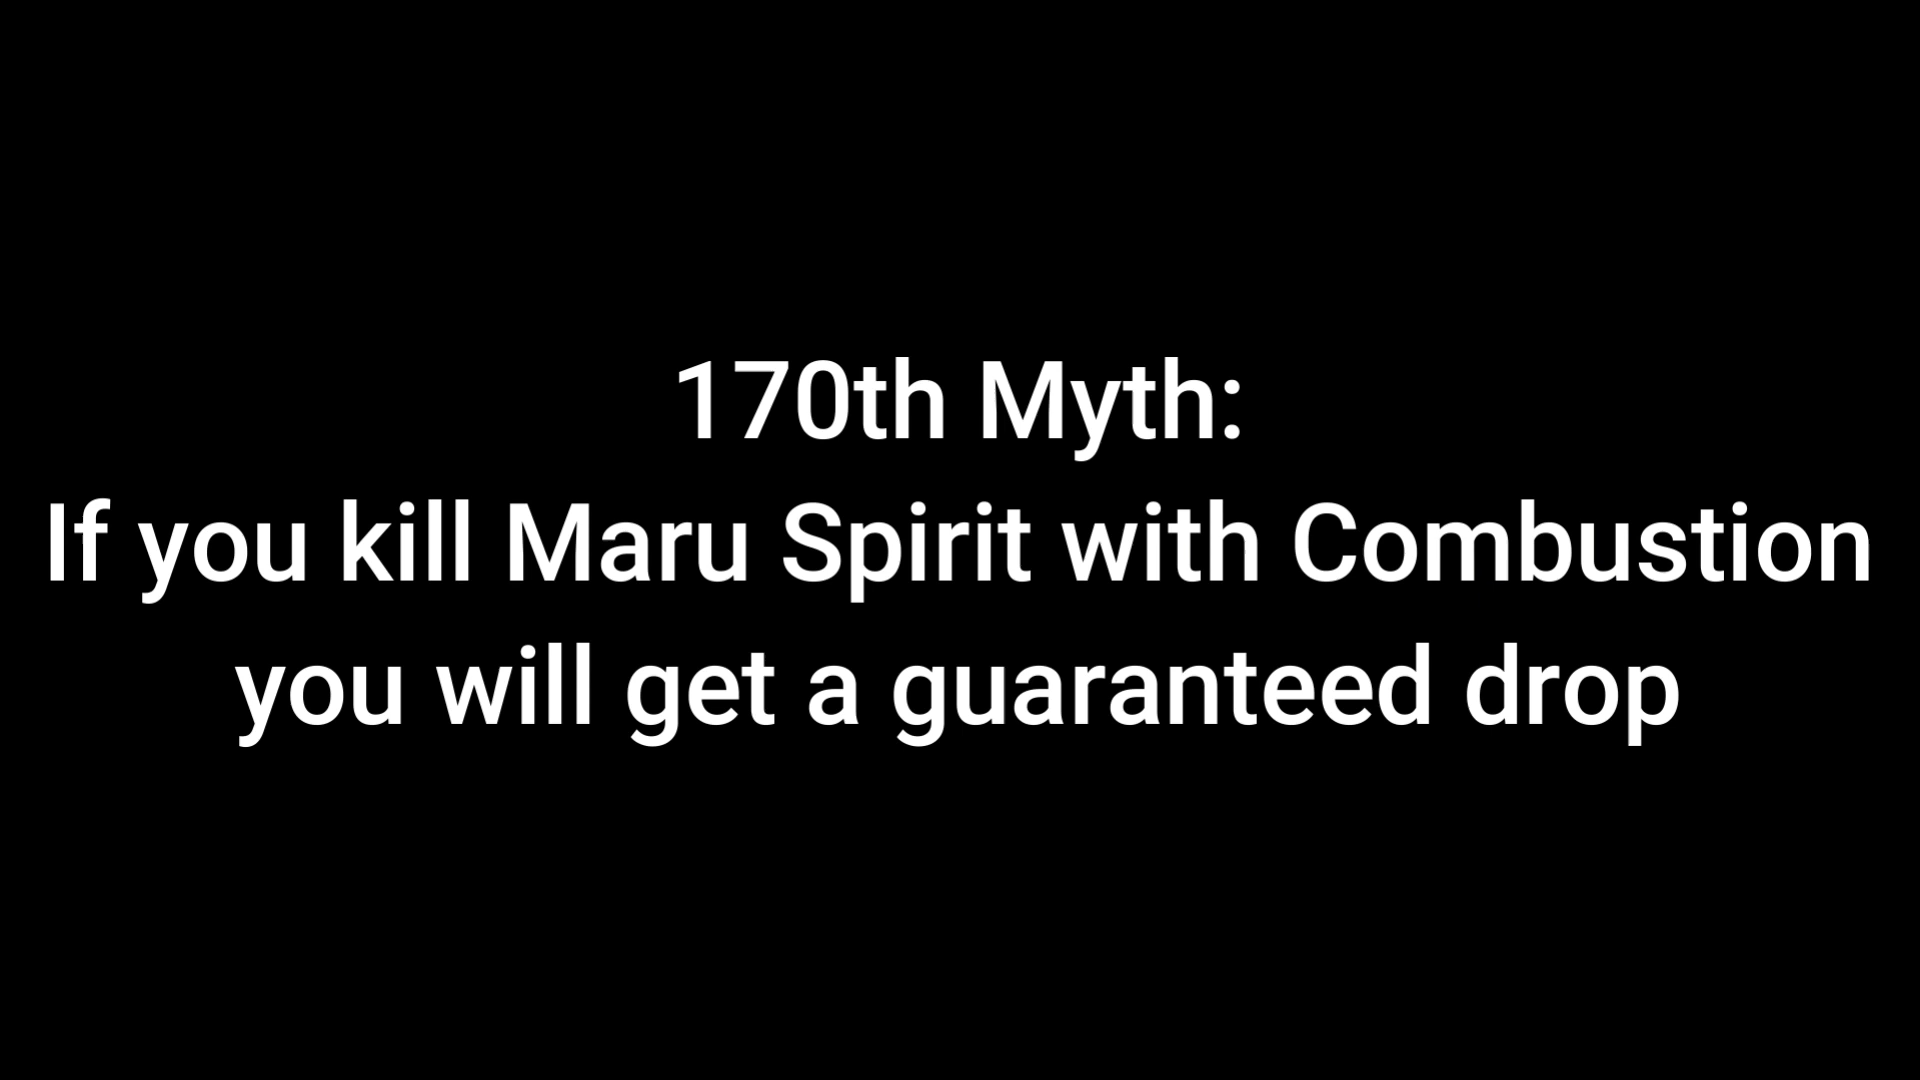 170th Myth:
If you kill Maru Spirit with Combustion
you will get a guaranteed drop